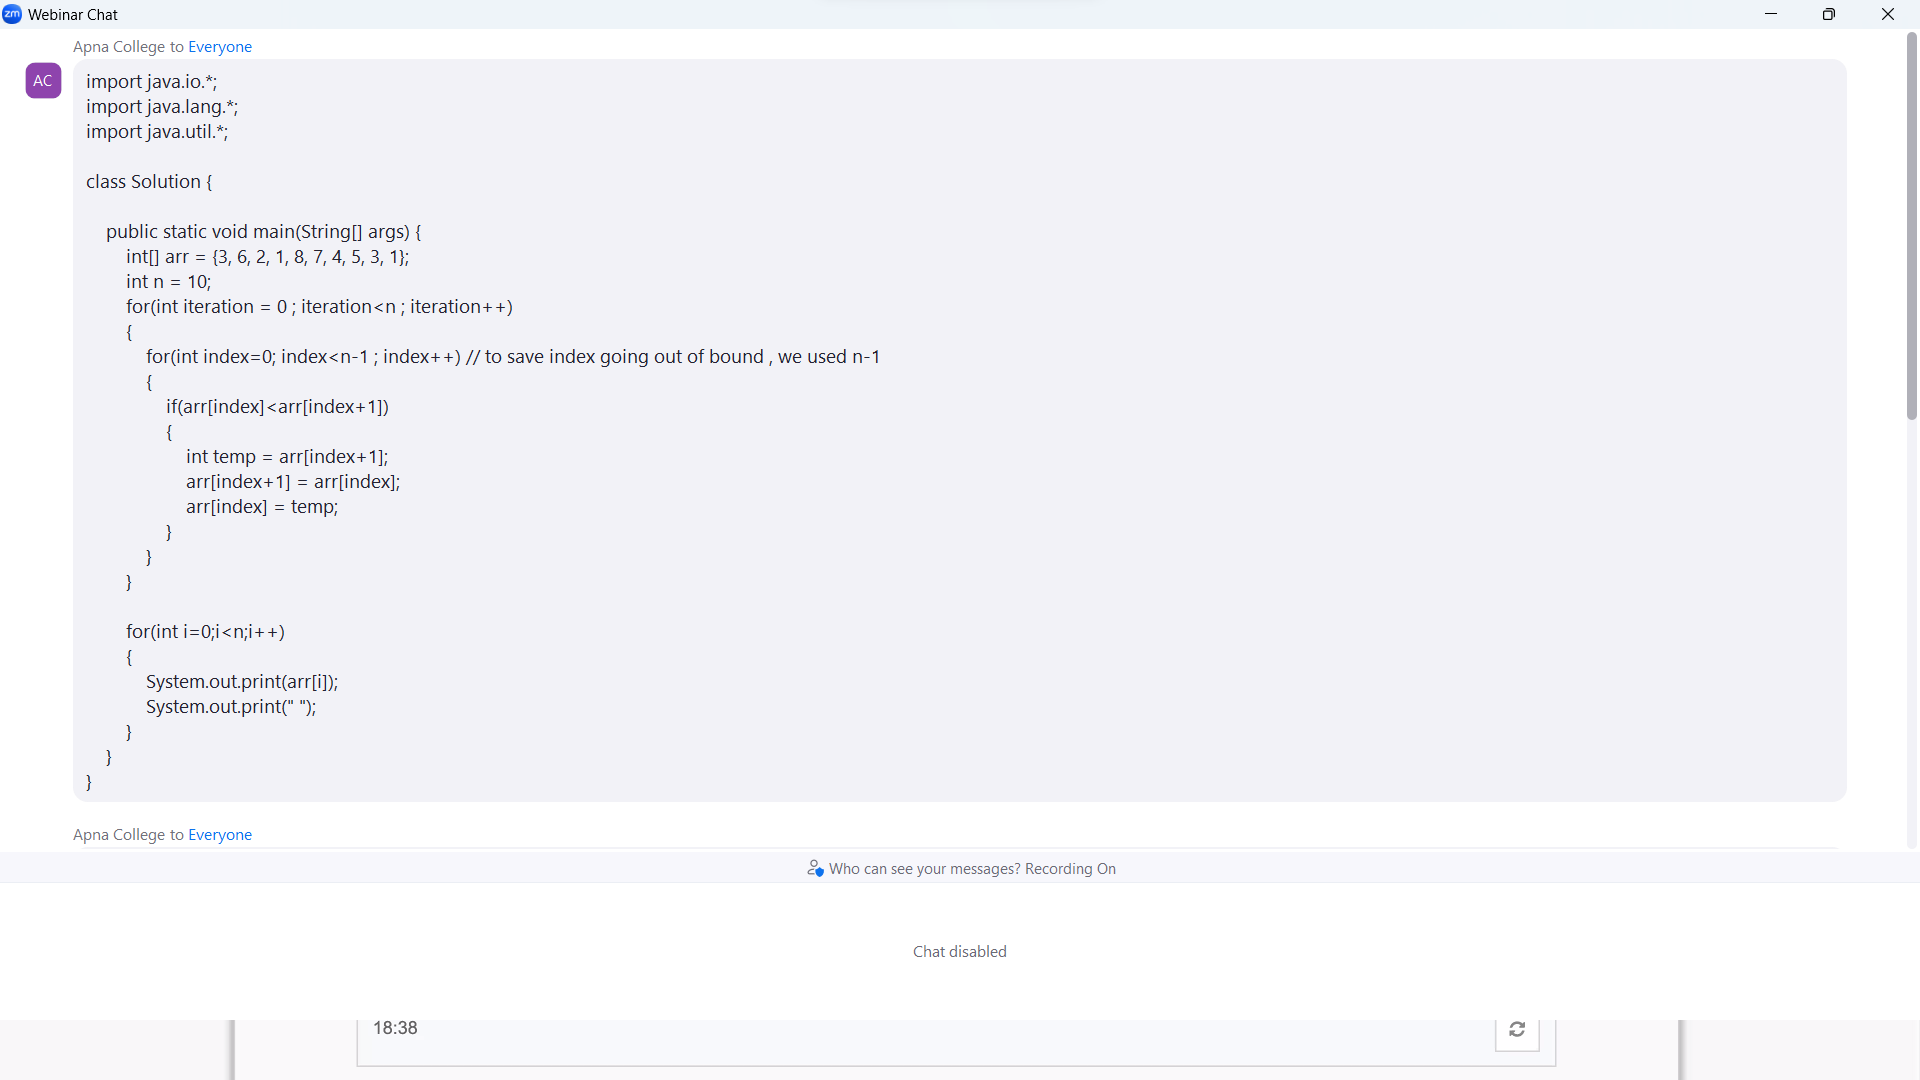 zm Webinar Chat
Apna College to Everyone
AC
import java.io.*;
import java.lang.*;
import java.util.*;
class Solution {
public static void main(String[] args) {
int[] arr = {3, 6, 2, 1, 8, 7, 4, 5, 3, 1};
int n = 10;
for(int iteration = 0 ; iteration<n ; iteration++)
{
for(int index=0; index<n-1 ; index++) // to save index going out of bound , we used n-1
{
if(arr[index]<arr[index+1])
{
int temp = arr[index+1];
arr[index+1] = arr[index];
arr[index] = temp;
}
}
}
for(int i=0;i<n;i++)
{
System.out.print(arr[i]);
System.out.print(" ");
}
}
}
Apna College to Everyone
Who can see your messages? Recording On
Chat disabled
18:38